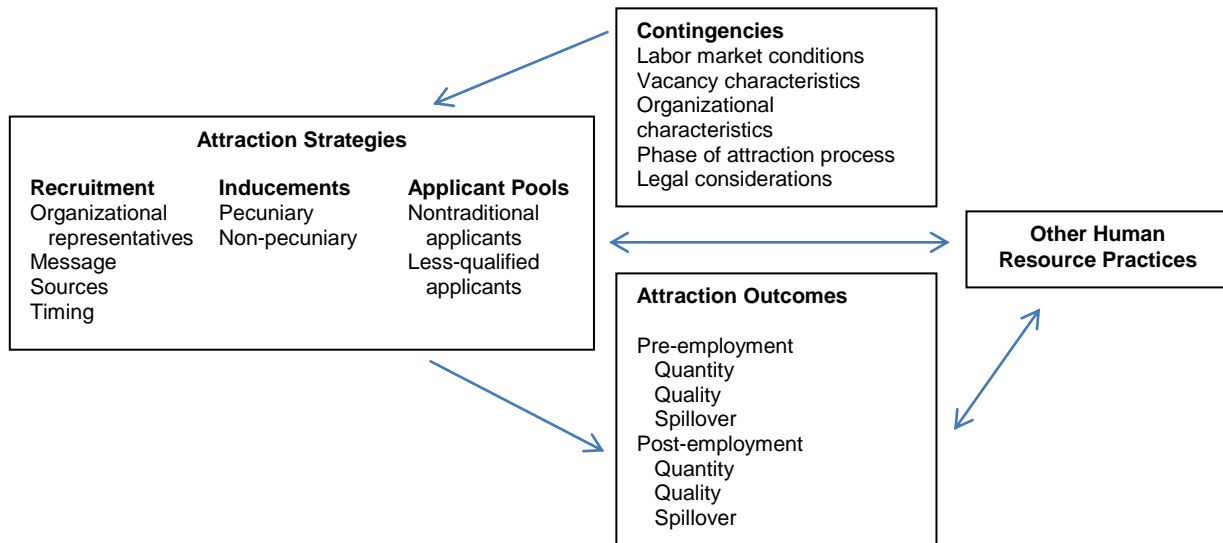 Contingencies
Labor market conditions
Vacancy characteristics
Organizational
characteristics
Phase of attraction process
Legal considerations
Attraction Strategies
Recruitment
Organizational
representatives
Message
Sources
Timing
Inducements
Pecuniary
Non-pecuniary
Applicant Pools
Nontraditional
applicants
Less-qualified
applicants
Other Human
Resource Practices
Attraction Outcomes
Pre-employment
Quantity
Quality
Spillover
Post-employment
Quantity
Quality
Spillover